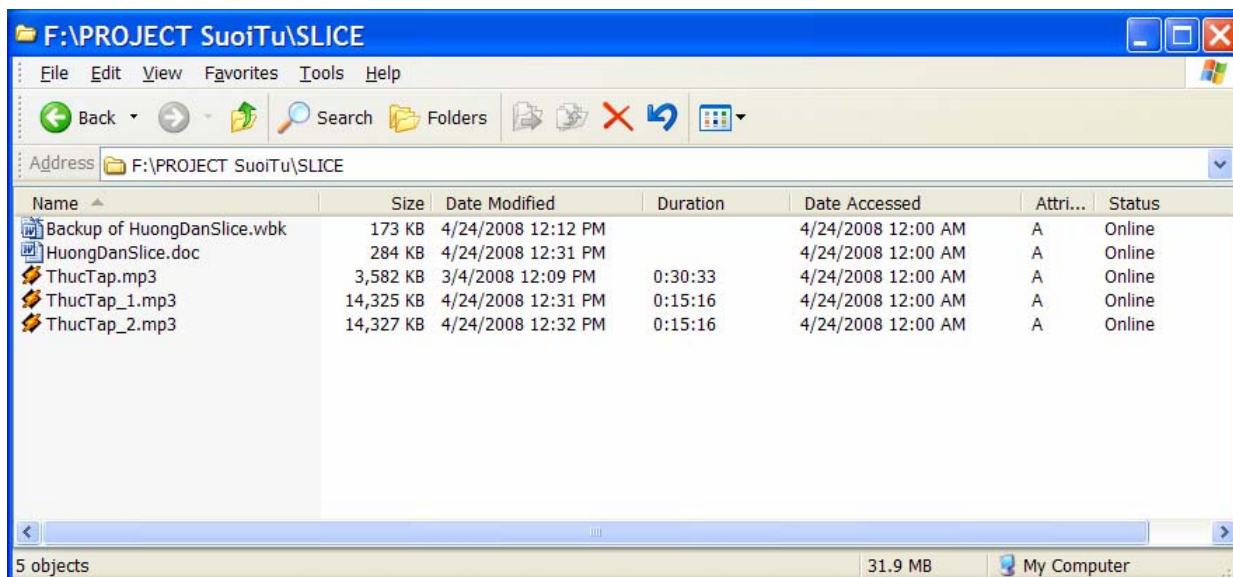 F:\PROJECT SuoiTu\SLICE
File Edit View Favorites Tools Help
Back Search Folders
Address F:\PROJECT SuoiTu\SLICE
Name Size Date Modified Duration Date Accessed Attri... Status
Backup of HuongDanSlice.wbk 173 KB 4/24/2008 12:12 PM 4/24/2008 12:00 AM A Online
HuongDanSlice.doc 284 KB 4/24/2008 12:31 PM 4/24/2008 12:00 AM A Online
ThucTap.mp3 3,582 KB 3/4/2008 12:09 PM 0:30:33 4/24/2008 12:00 AM A Online
ThucTap_1.mp3 14,325 KB 4/24/2008 12:31 PM 0:15:16 4/24/2008 12:00 AM A Online
ThucTap_2.mp3 14,327 KB 4/24/2008 12:32 PM 0:15:16 4/24/2008 12:00 AM A Online
5 objects 31.9 MB My Computer